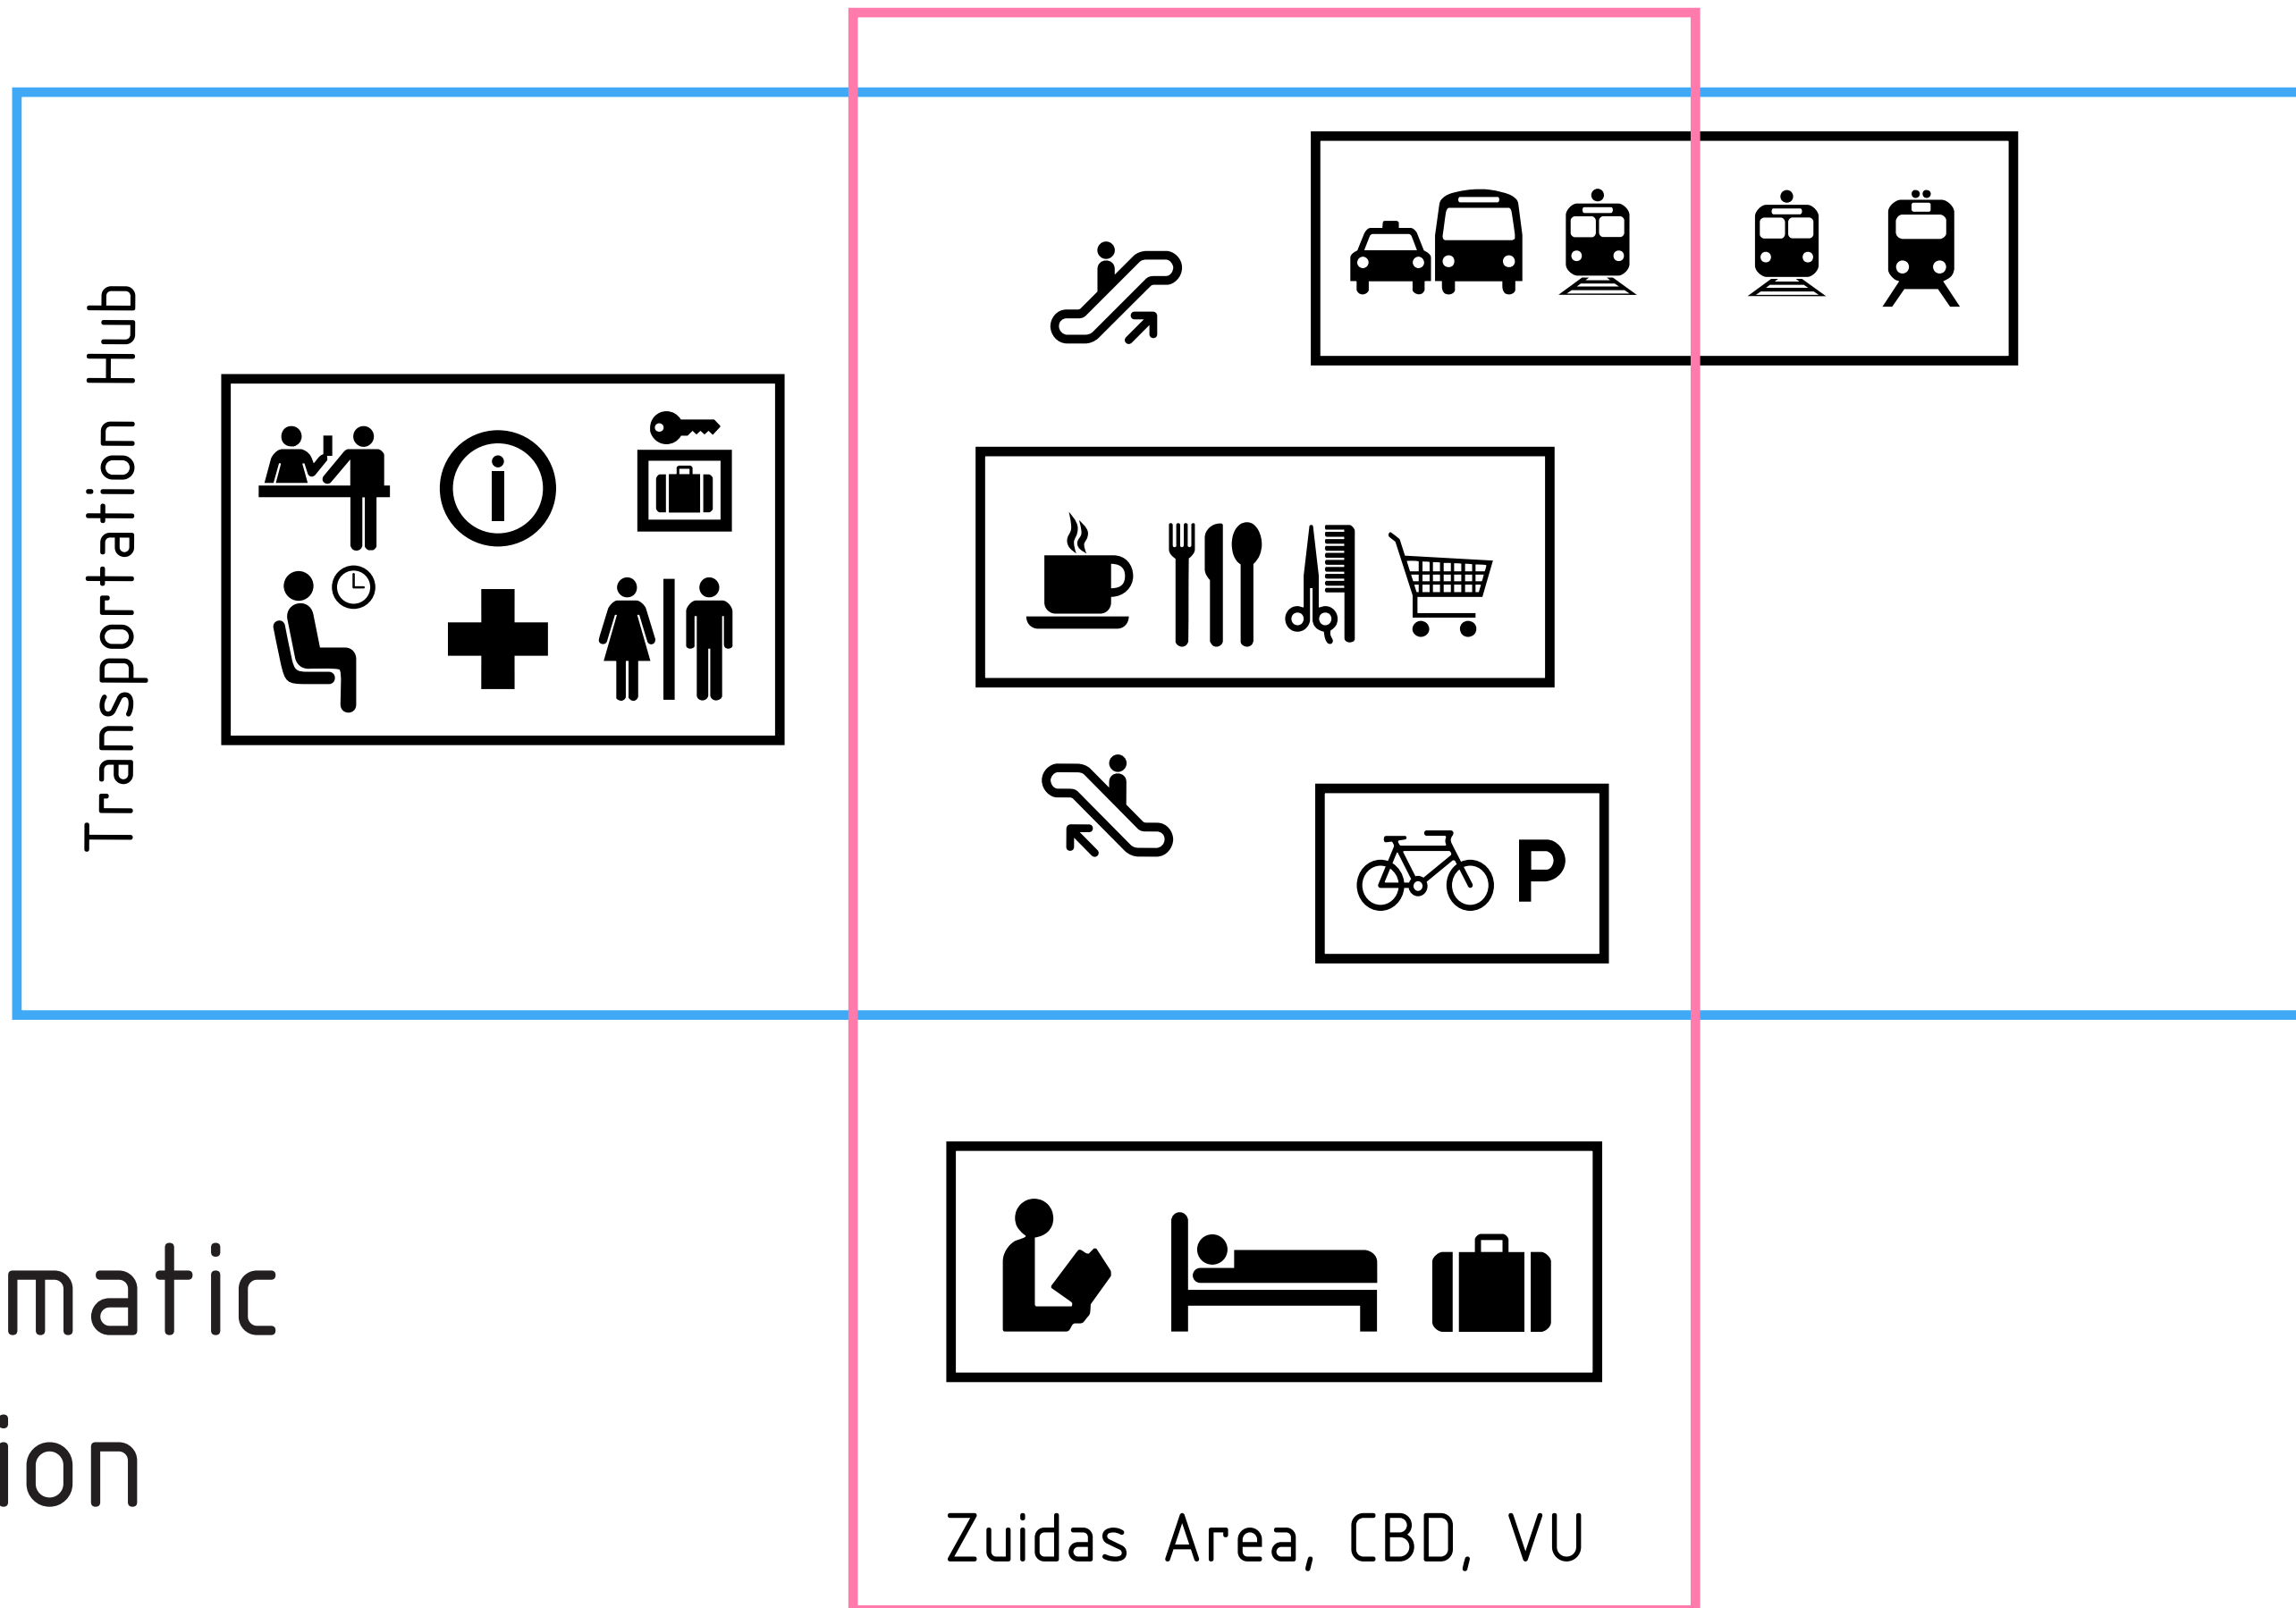 Transportation Hub
i
P
matic
ion
Zuidas Area, CBD, VU